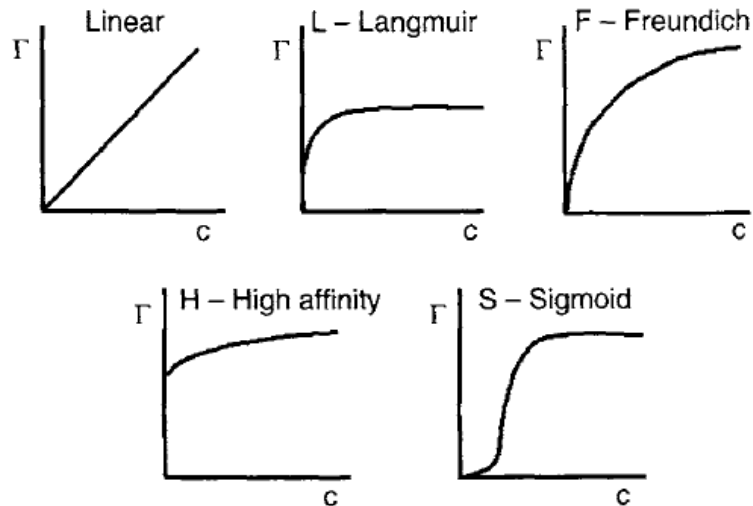 Linear
L – Langmuir
F – Freundich
Γ
Γ
Γ
c
c
c
H – High affinity
S – Sigmoid
Γ
Γ
c
c